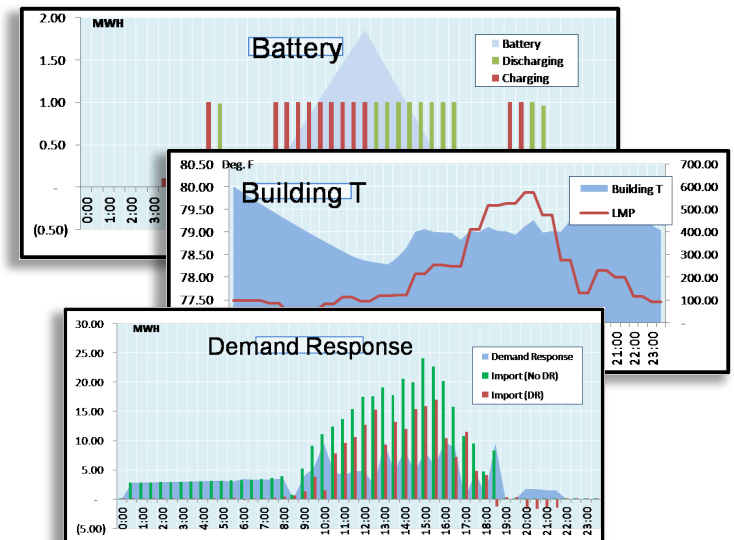 2.00 MWH
Battery
Battery
1.50
Discharging
Charging
1.00
0.50
-
(0.50)
0:00 1:00 2:00 3:00
80.50 Deg. F 700.00
Building T
80.00 600.00
Building T
79.50 500.00
LMP
79.00 400.00
78.50 300.00
78.00 200.00
77.50 100.00
-
21:00 22:00 23:00
30.00 MWH
Demand Response
25.00
Demand Response
Import (No DR)
20.00
Import (DR)
15.00
10.00
5.00
-
(5.00)
0:00 1:00 2:00 3:00 4:00 5:00 6:00 7:00 8:00 9:00 10:00 11:00 12:00 13:00 14:00 15:00 16:00 17:00 18:00 19:00 20:00 21:00 22:00 23:00